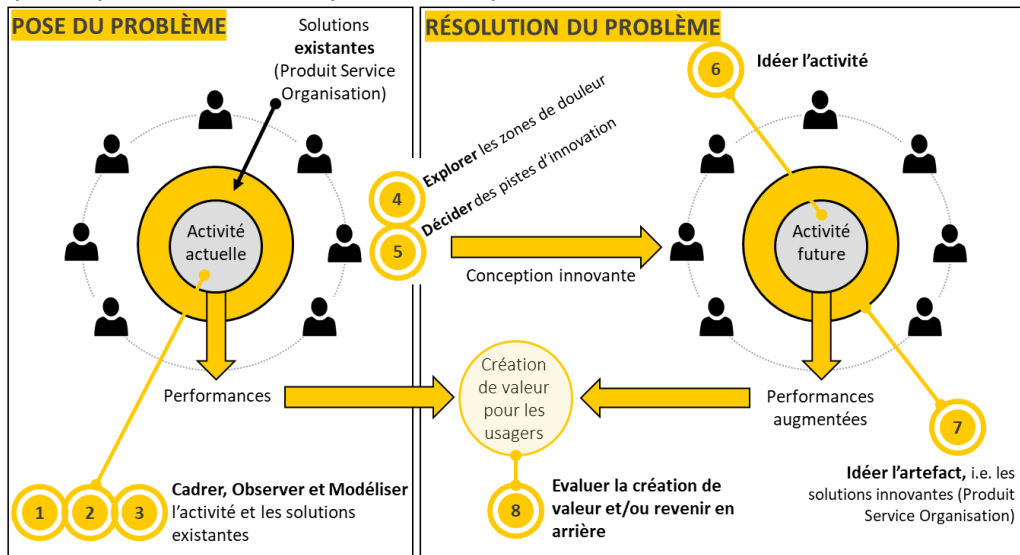 POSE DU PROBLÈME
Solutions
existantes
(Produit Service
Organisation)
Activité
actuelle
Performances
1
2
3
Cadrer, Observer et Modéliser
l’activité et les solutions
existantes
4
Explorer les zones de douleur
5
Décider des pistes d’innovation
RÉSOLUTION DU PROBLÈME
6
Idéer l’activité
Conception innovante
Activité
future
Création
de valeur
pour les
usagers
Performances
augmentées
7
Idéer l’artefact, i.e. les
solutions innovantes (Produit
Service Organisation)
8
Evaluer la création de
valeur et/ou revenir en
arrière